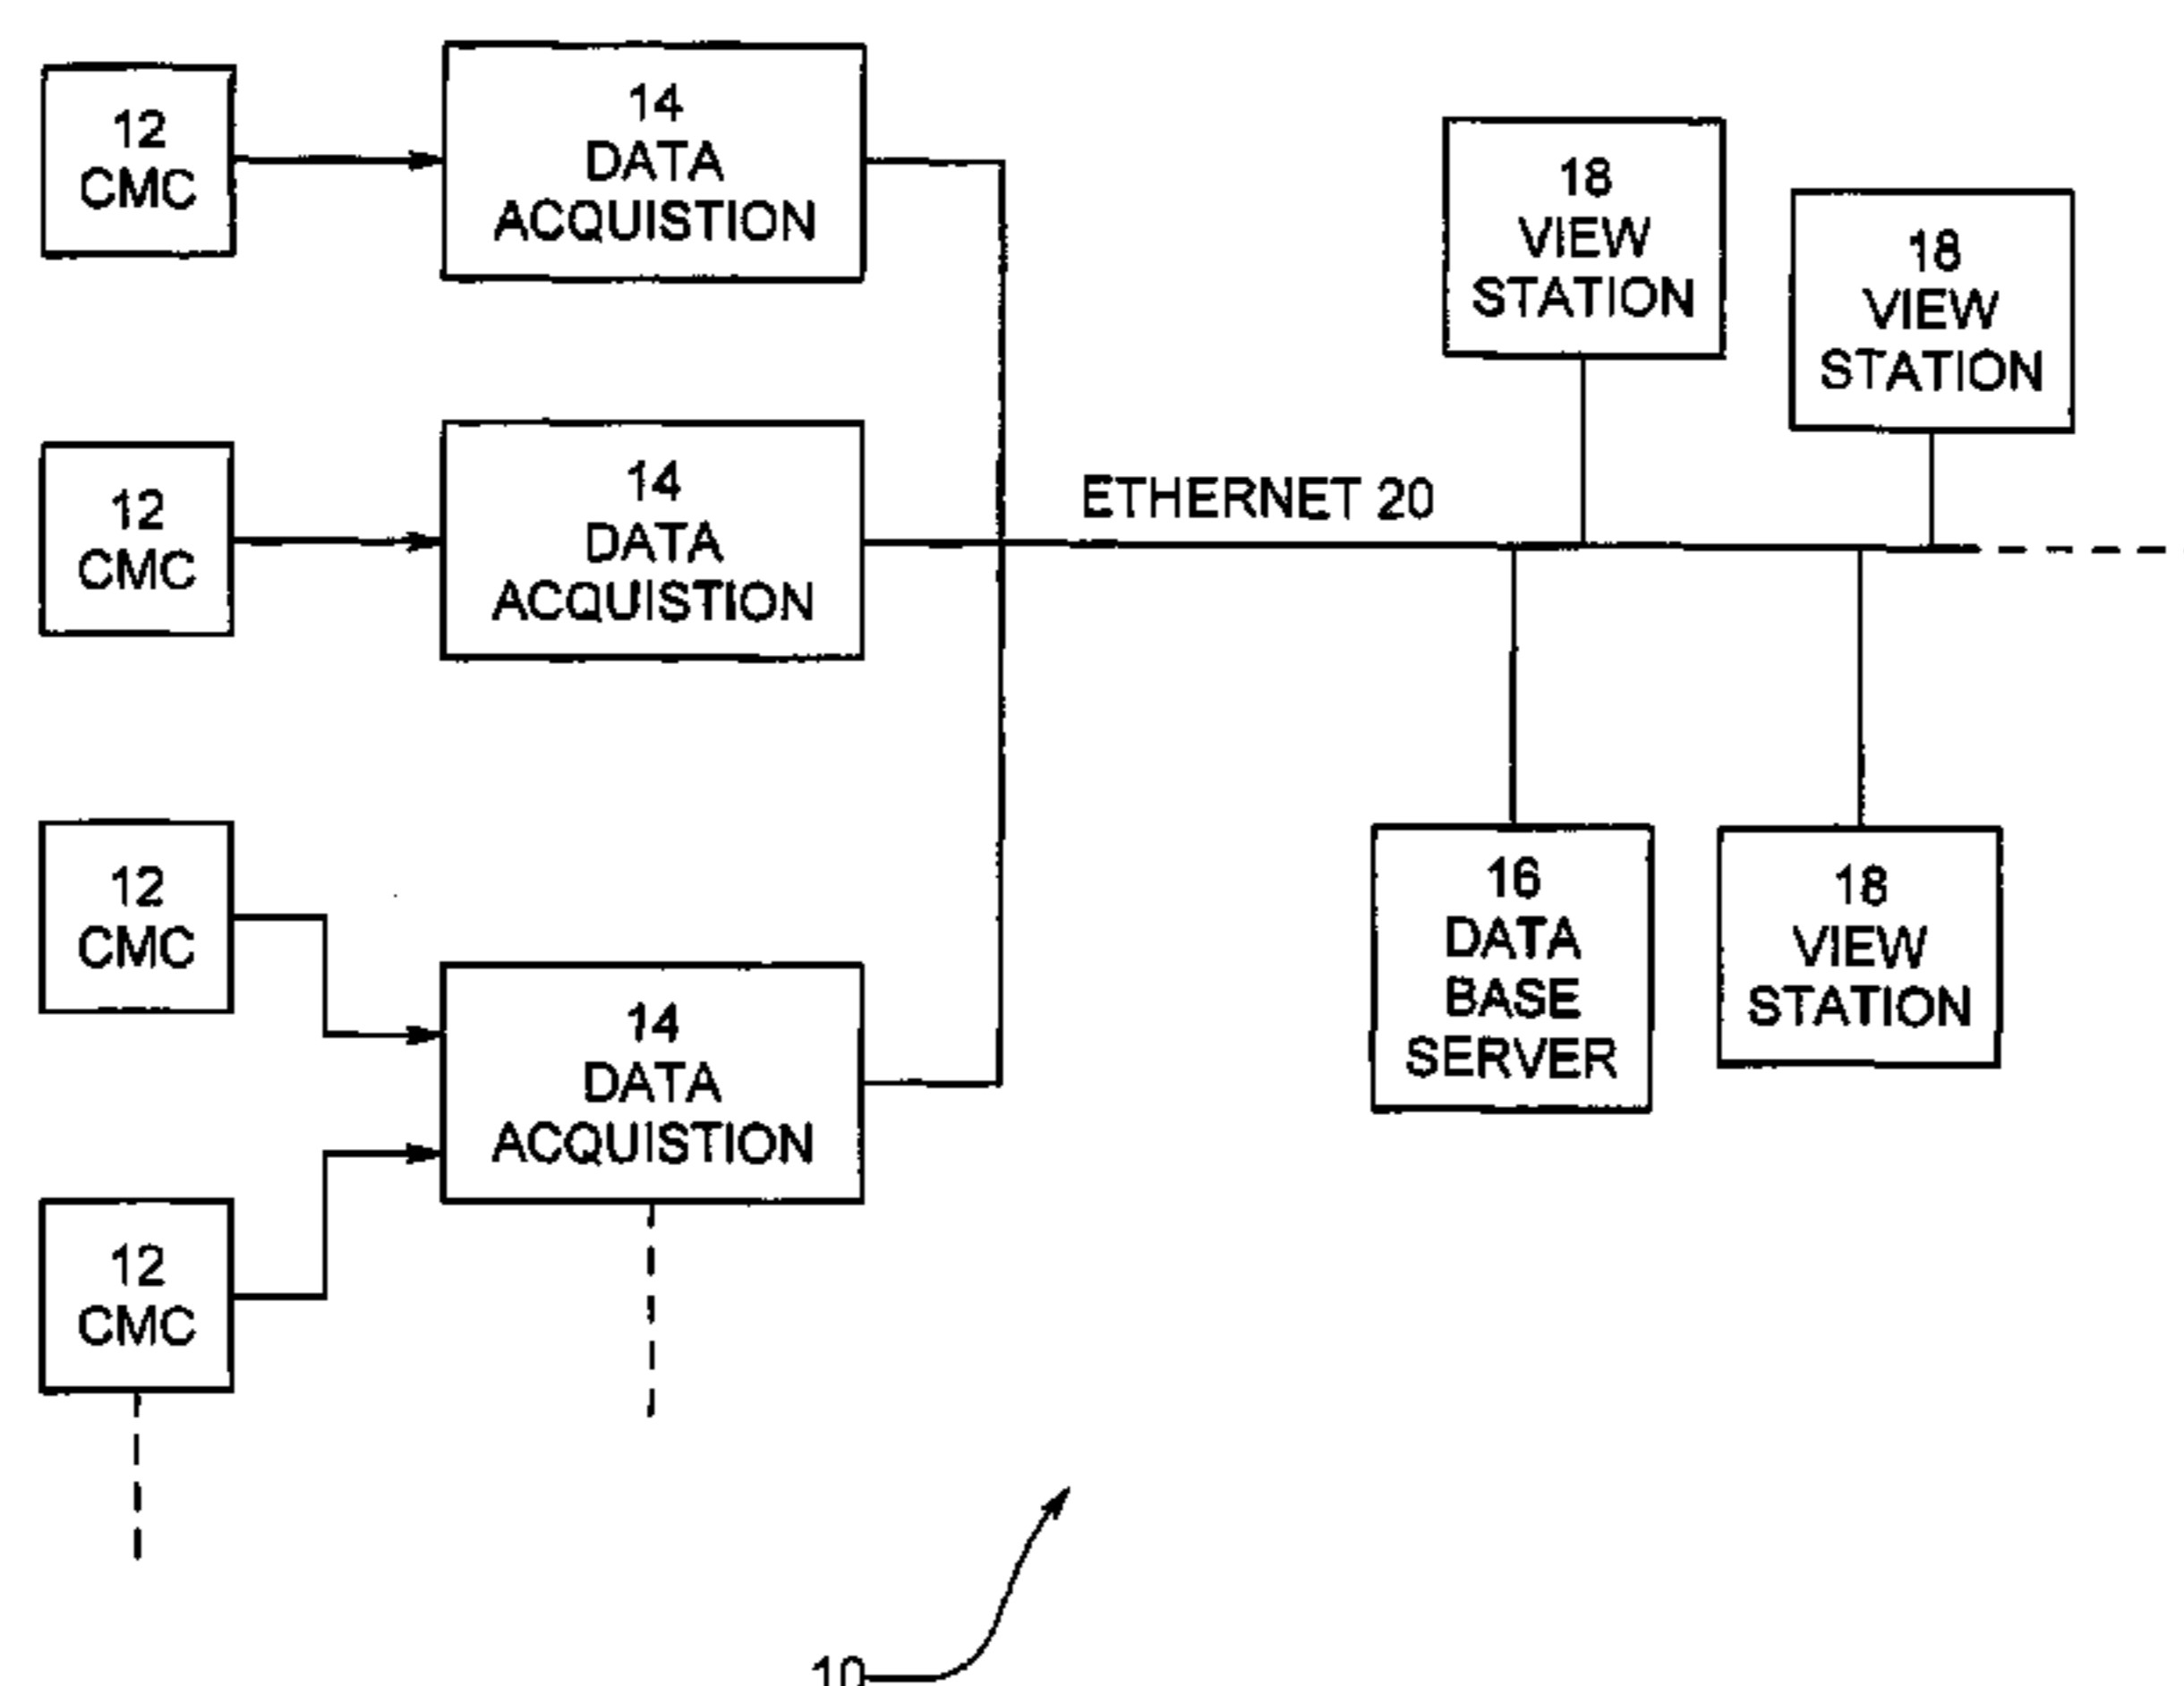 12
CMC
14
DATA
ACQUISTION
18
VIEW
STATION
18
VIEW
STATION
12
CMC
14
DATA
ACQUISTION
ETHERNET 20
12
CMC
14
DATA
ACQUISTION
16
DATA
BASE
SERVER
18
VIEW
STATION
12
CMC
10